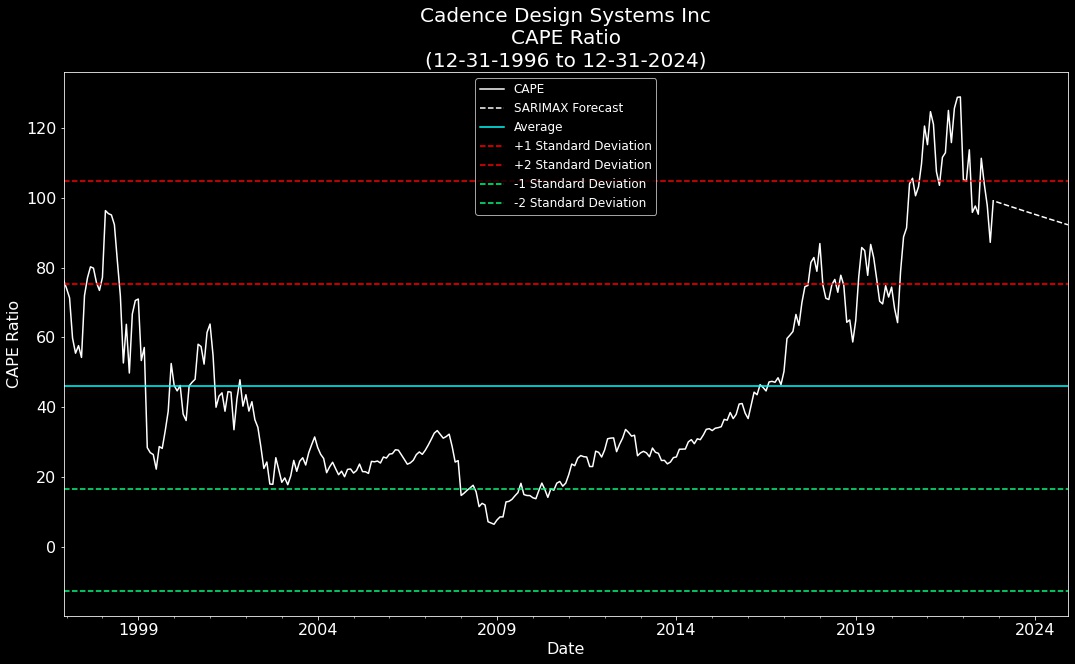 Cadence Design Systems Inc
CAPE Ratio
(12-31-1996 to 12-31-2024)
CAPE
SARIMAX Forecast
Average
+1 Standard Deviation
+2 Standard Deviation
-1 Standard Deviation
-2 Standard Deviation
CAPE Ratio
120
100
80
60
40
20
0
1999
2004
2009
2014
2019
2024
Date